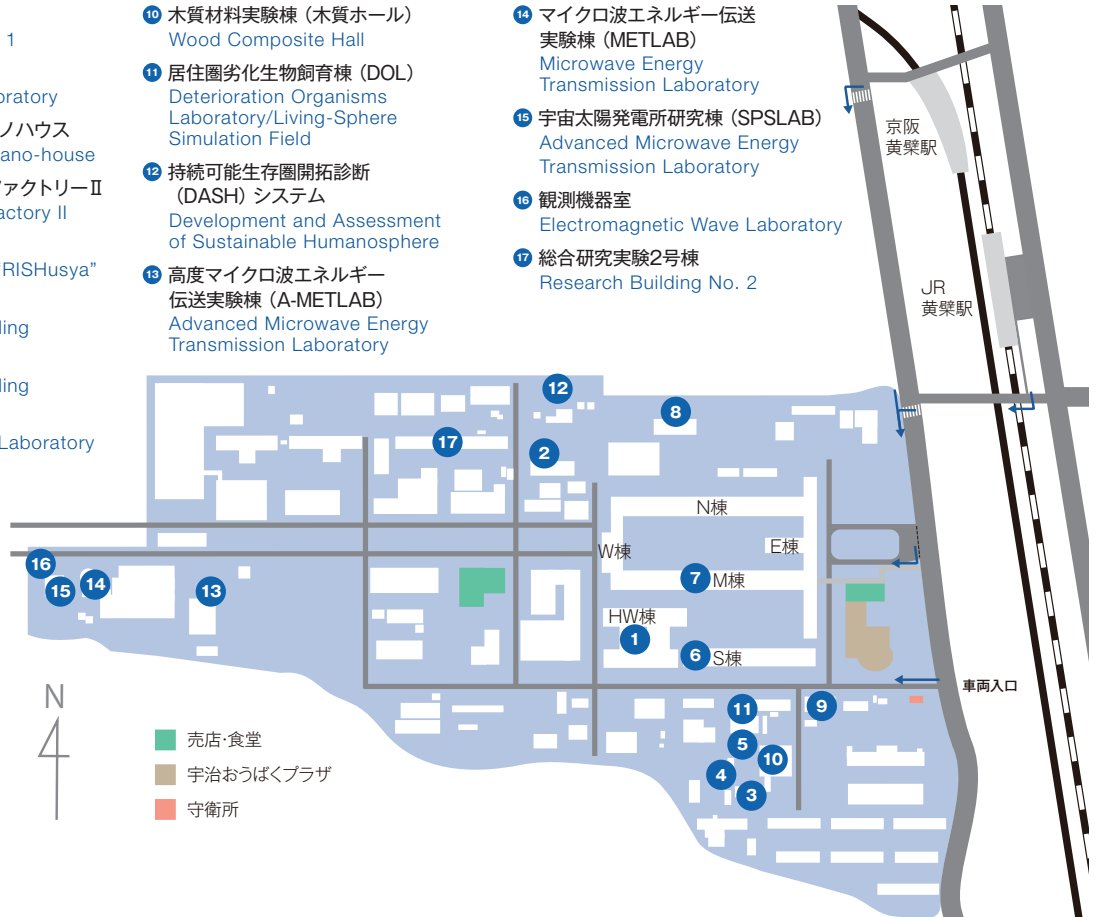 1
oratory
ノハウス
ano-house
ァクトリーⅡ
actory II
"RISHusya"
ding
ding
Laboratory
10 木質材料実験棟（木質ホール）
Wood Composite Hall
11 居住圏劣化生物飼育棟（DOL）
Deterioration Organisms
Laboratory/Living-Sphere
Simulation Field
12 持続可能生存圏開拓診断
（DASH）システム
Development and Assessment
of Sustainable Humanosphere
13 高度マイクロ波エネルギー
伝送実験棟（A-METLAB）
Advanced Microwave Energy
Transmission Laboratory
14 マイクロ波エネルギー伝送
実験棟（METLAB）
Microwave Energy
Transmission Laboratory
15 宇宙太陽発電所研究棟（SPSLAB）
Advanced Microwave Energy
Transmission Laboratory
16 観測機器室
Electromagnetic Wave Laboratory
17 総合研究実験2号棟
Research Building No. 2
京阪
黄檗駅
JR
黄檗駅
12
8
17
2
N棟
W棟
E棟
16
15
14
13
7 M棟
HW棟
1
6 S棟
車両入口
11
9
5
10
4
3
N
売店・食堂
宇治おうばくプラザ
守衛所